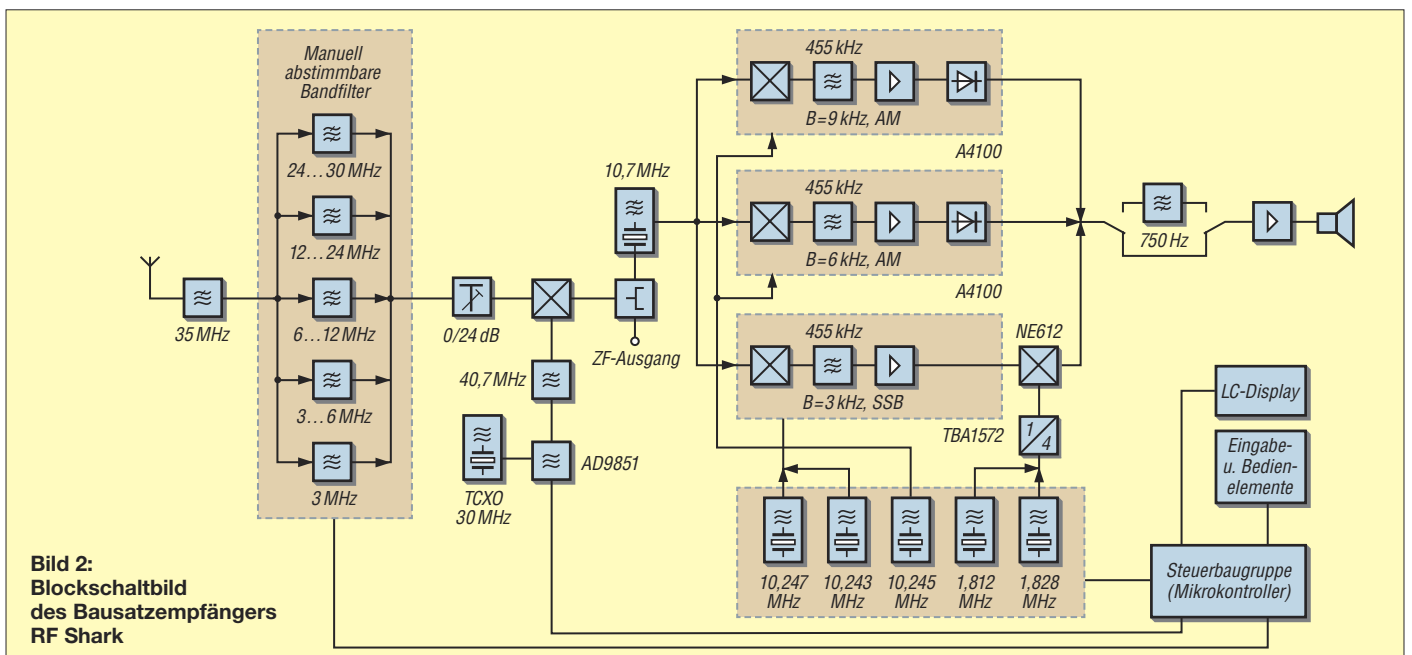 Manuell
abstimmbare
Bandfilter
24...30 MHz
12...24 MHz
6...12 MHz
3...6 MHz
3 MHz
35 MHz
0/24 dB
40,7 MHz
TCXO
30 MHz
AD9851
10,7 MHz
ZF-Ausgang
455 kHz
B=9 kHz, AM
A4100
455 kHz
B=6 kHz, AM
A4100
455 kHz
B=3 kHz, SSB
TBA1572
NE612
1/4
750 Hz
10,247
MHz
10,243
MHz
10,245
MHz
1,812
MHz
1,828
MHz
LC-Display
Eingabe-
u. Bedien-
elemente
Steuerbaugruppe
(Mikrokontroller)
Bild 2:
Blockschaltbild
des Bausatzempfängers
RF Shark